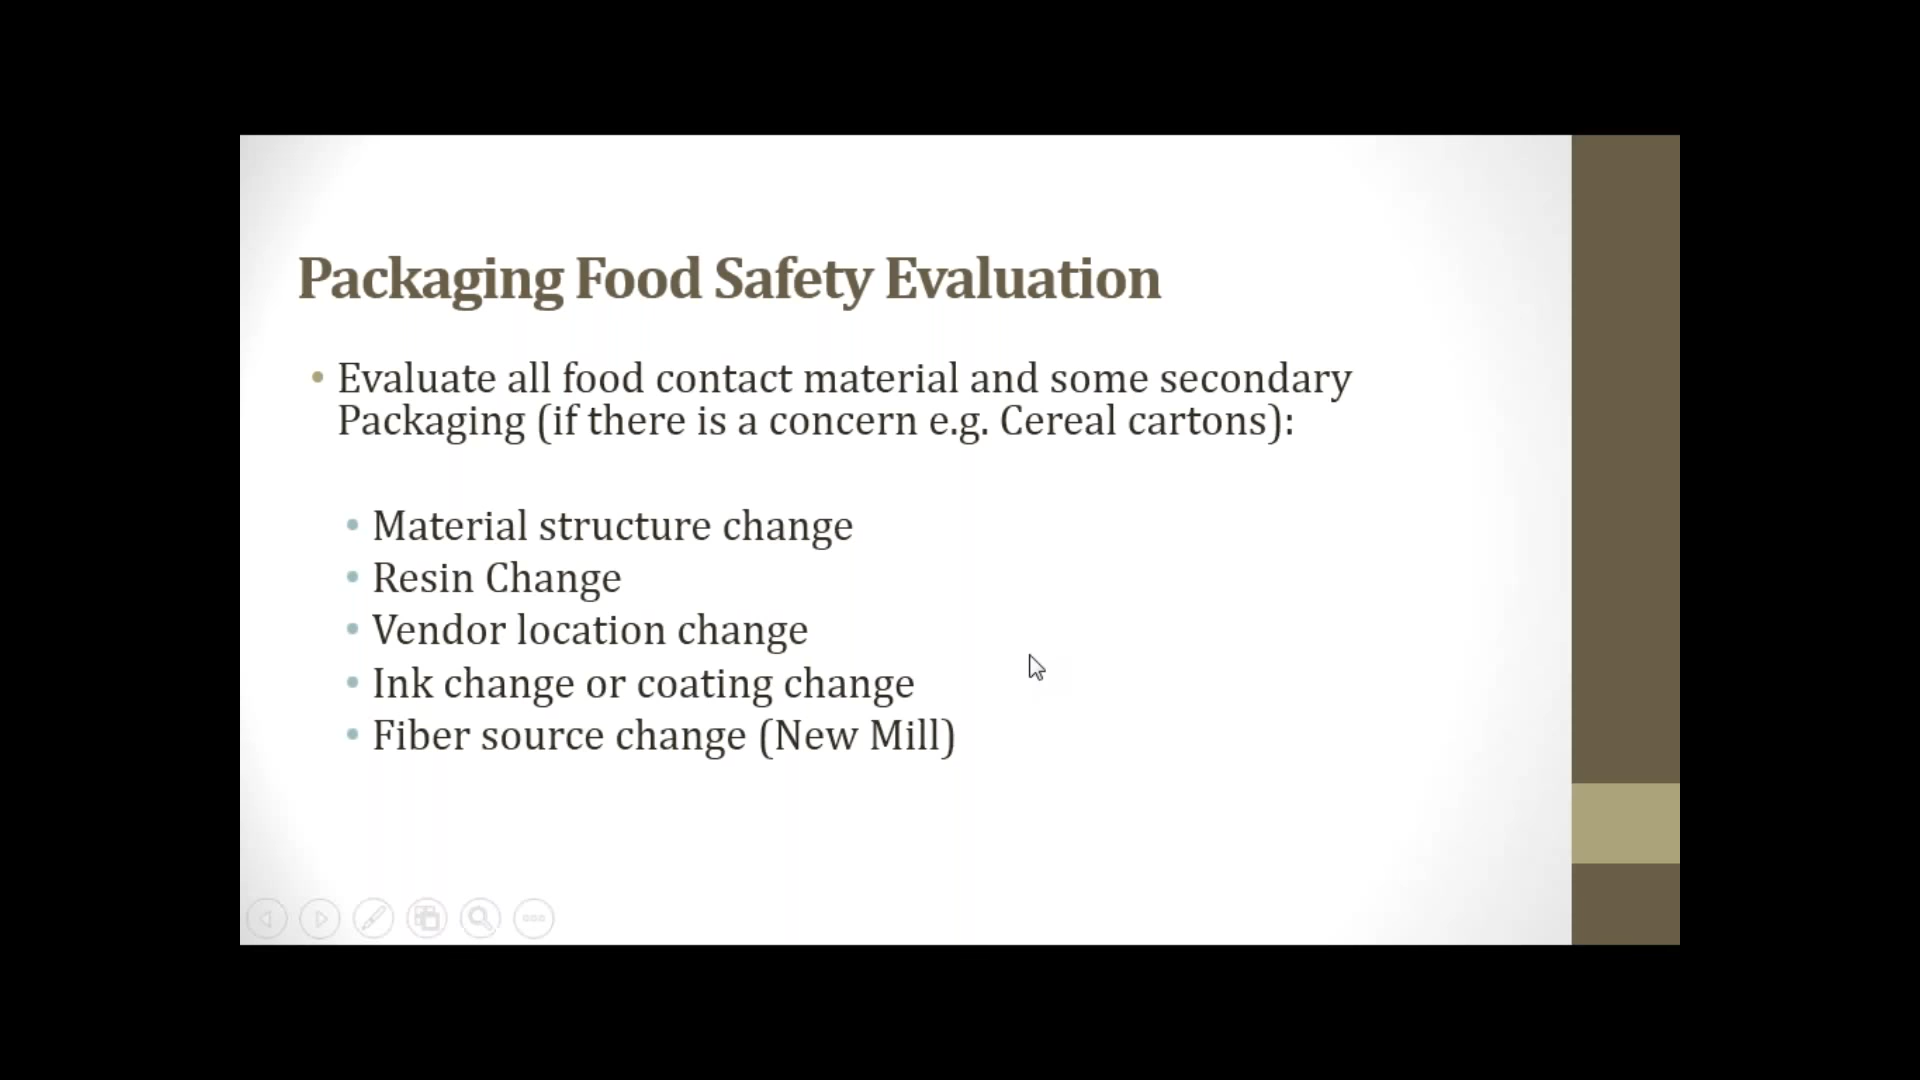 Packaging Food Safety Evaluation
• Evaluate all food contact material and some secondary
Packaging (if there is a concern e.g. Cereal cartons):
• Material structure change
• Resin Change
• Vendor location change
• Ink change or coating change
• Fiber source change (New Mill)